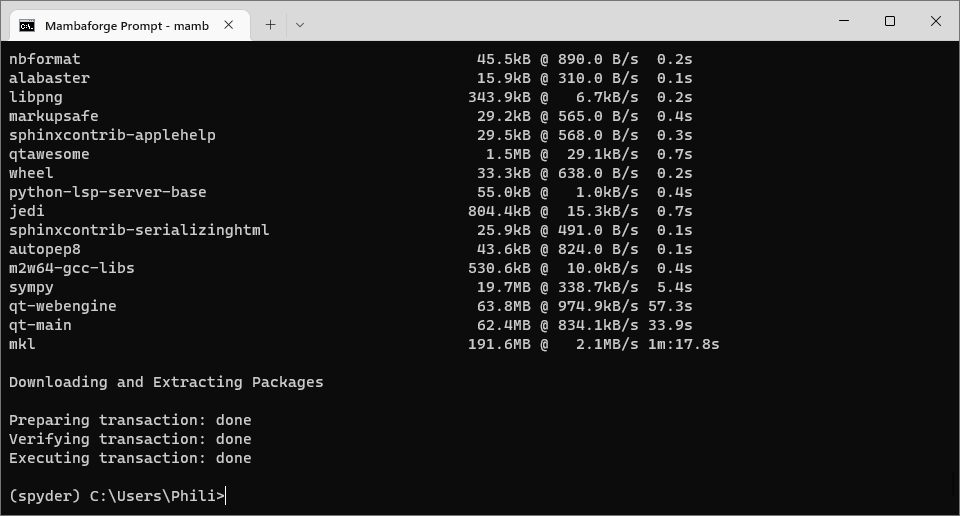 Mambaforge Prompt - mamb
nbformat 45.5kB @ 890.0 B/s 0.2s
alabaster 15.9kB @ 310.0 B/s 0.1s
libpng 343.9kB @ 6.7kB/s 0.2s
markupsafe 29.2kB @ 565.0 B/s 0.4s
sphinxcontrib-applehelp 29.5kB @ 568.0 B/s 0.3s
qtawesome 1.5MB @ 29.1kB/s 0.7s
wheel 33.3kB @ 638.0 B/s 0.2s
python-lsp-server-base 55.0kB @ 1.0kB/s 0.4s
jedi 804.4kB @ 15.3kB/s 0.7s
sphinxcontrib-serializinghtml 25.9kB @ 491.0 B/s 0.1s
autopep8 43.6kB @ 824.0 B/s 0.1s
m2w64-gcc-libs 530.6kB @ 10.0kB/s 0.4s
sympy 19.7MB @ 338.7kB/s 5.4s
qt-webengine 63.8MB @ 974.9kB/s 57.3s
qt-main 62.4MB @ 834.1kB/s 33.9s
mkl 191.6MB @ 2.1MB/s 1m:17.8s
Downloading and Extracting Packages
Preparing transaction: done
Verifying transaction: done
Executing transaction: done
(spyder) C:\Users\Phili>